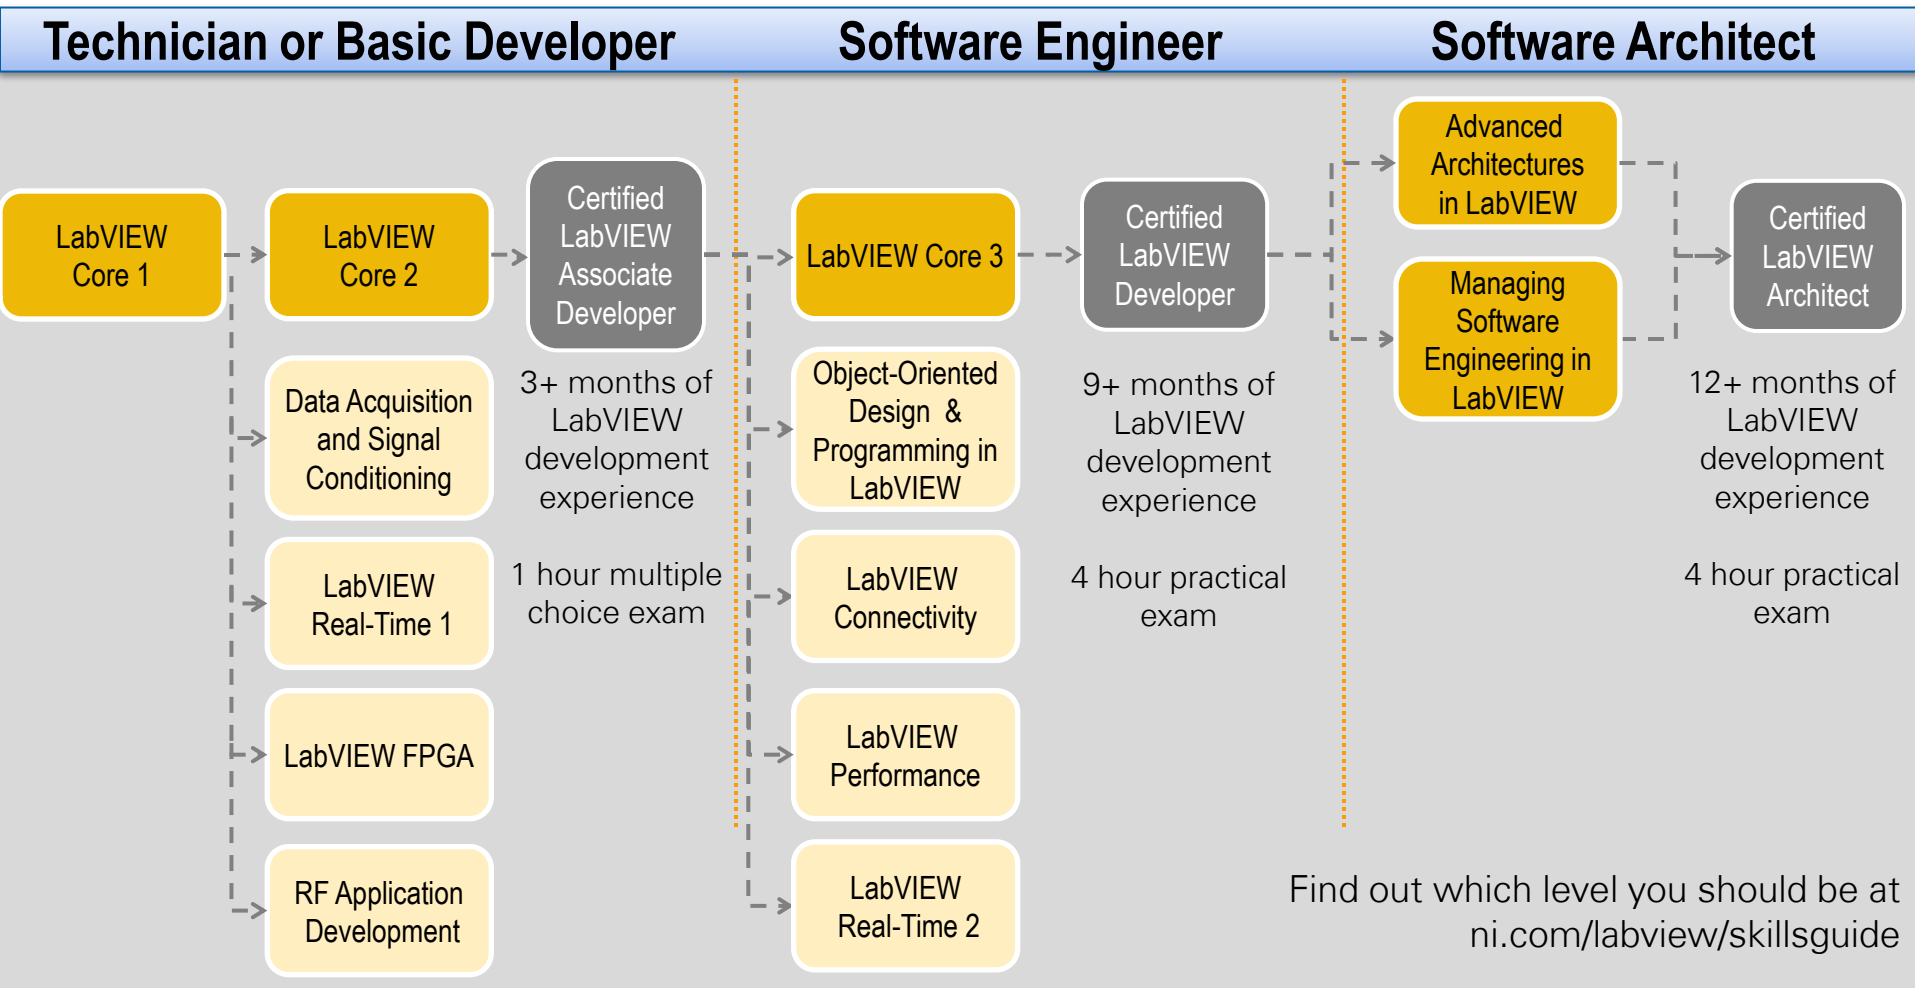 Technician or Basic Developer
Software Engineer
Software Architect
LabVIEW
Core 1
LabVIEW
Core 2
Certified
LabVIEW
Associate
Developer
3+ months of
LabVIEW
development
experience
1 hour multiple
choice exam
Data Acquisition
and Signal
Conditioning
LabVIEW
Real-Time 1
LabVIEW FPGA
RF Application
Development
LabVIEW Core 3
Certified
LabVIEW
Developer
9+ months of
LabVIEW
development
experience
4 hour practical
exam
Object-Oriented
Design &
Programming in
LabVIEW
LabVIEW
Connectivity
LabVIEW
Performance
LabVIEW
Real-Time 2
Advanced
Architectures
in LabVIEW
Managing
Software
Engineering in
LabVIEW
Certified
LabVIEW
Architect
12+ months of
LabVIEW
development
experience
4 hour practical
exam
Find out which level you should be at
ni.com/labview/skillsguide